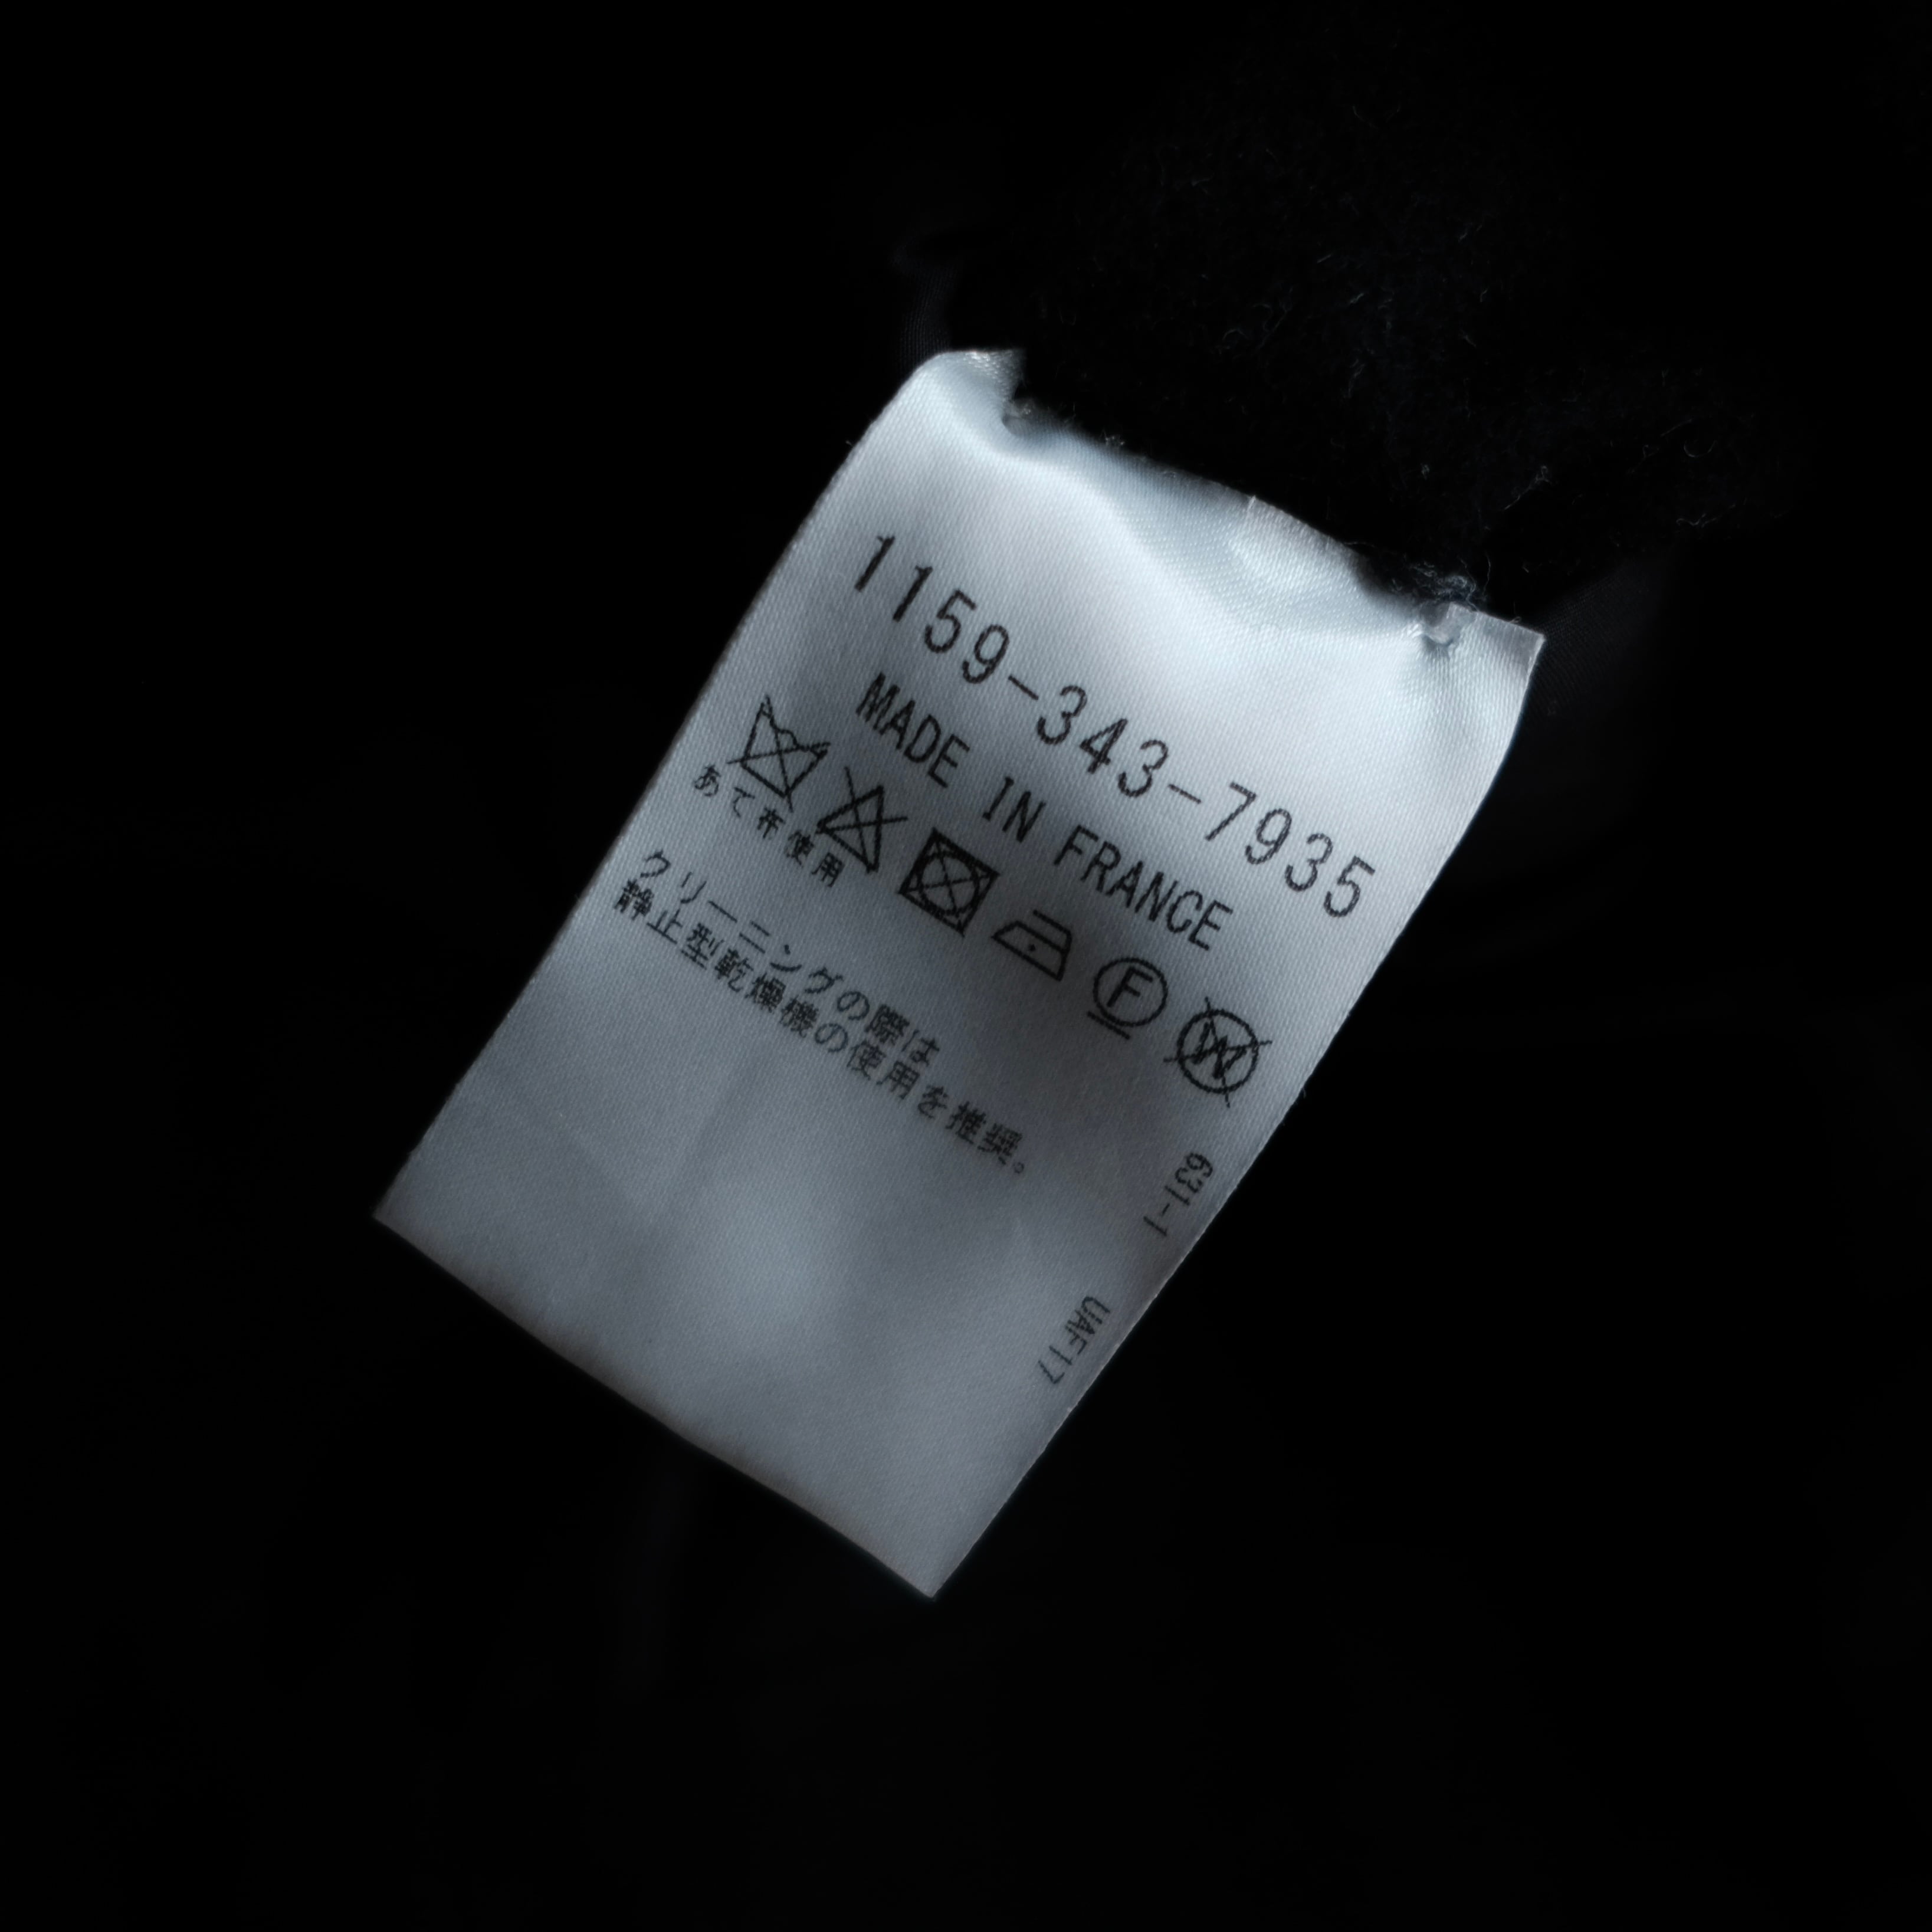 1159-343-7935
MADE IN FRANCE
F W
あて布使用
クリーニングの際は
静止型乾燥機の使用を推奨。
631-1
UAF17